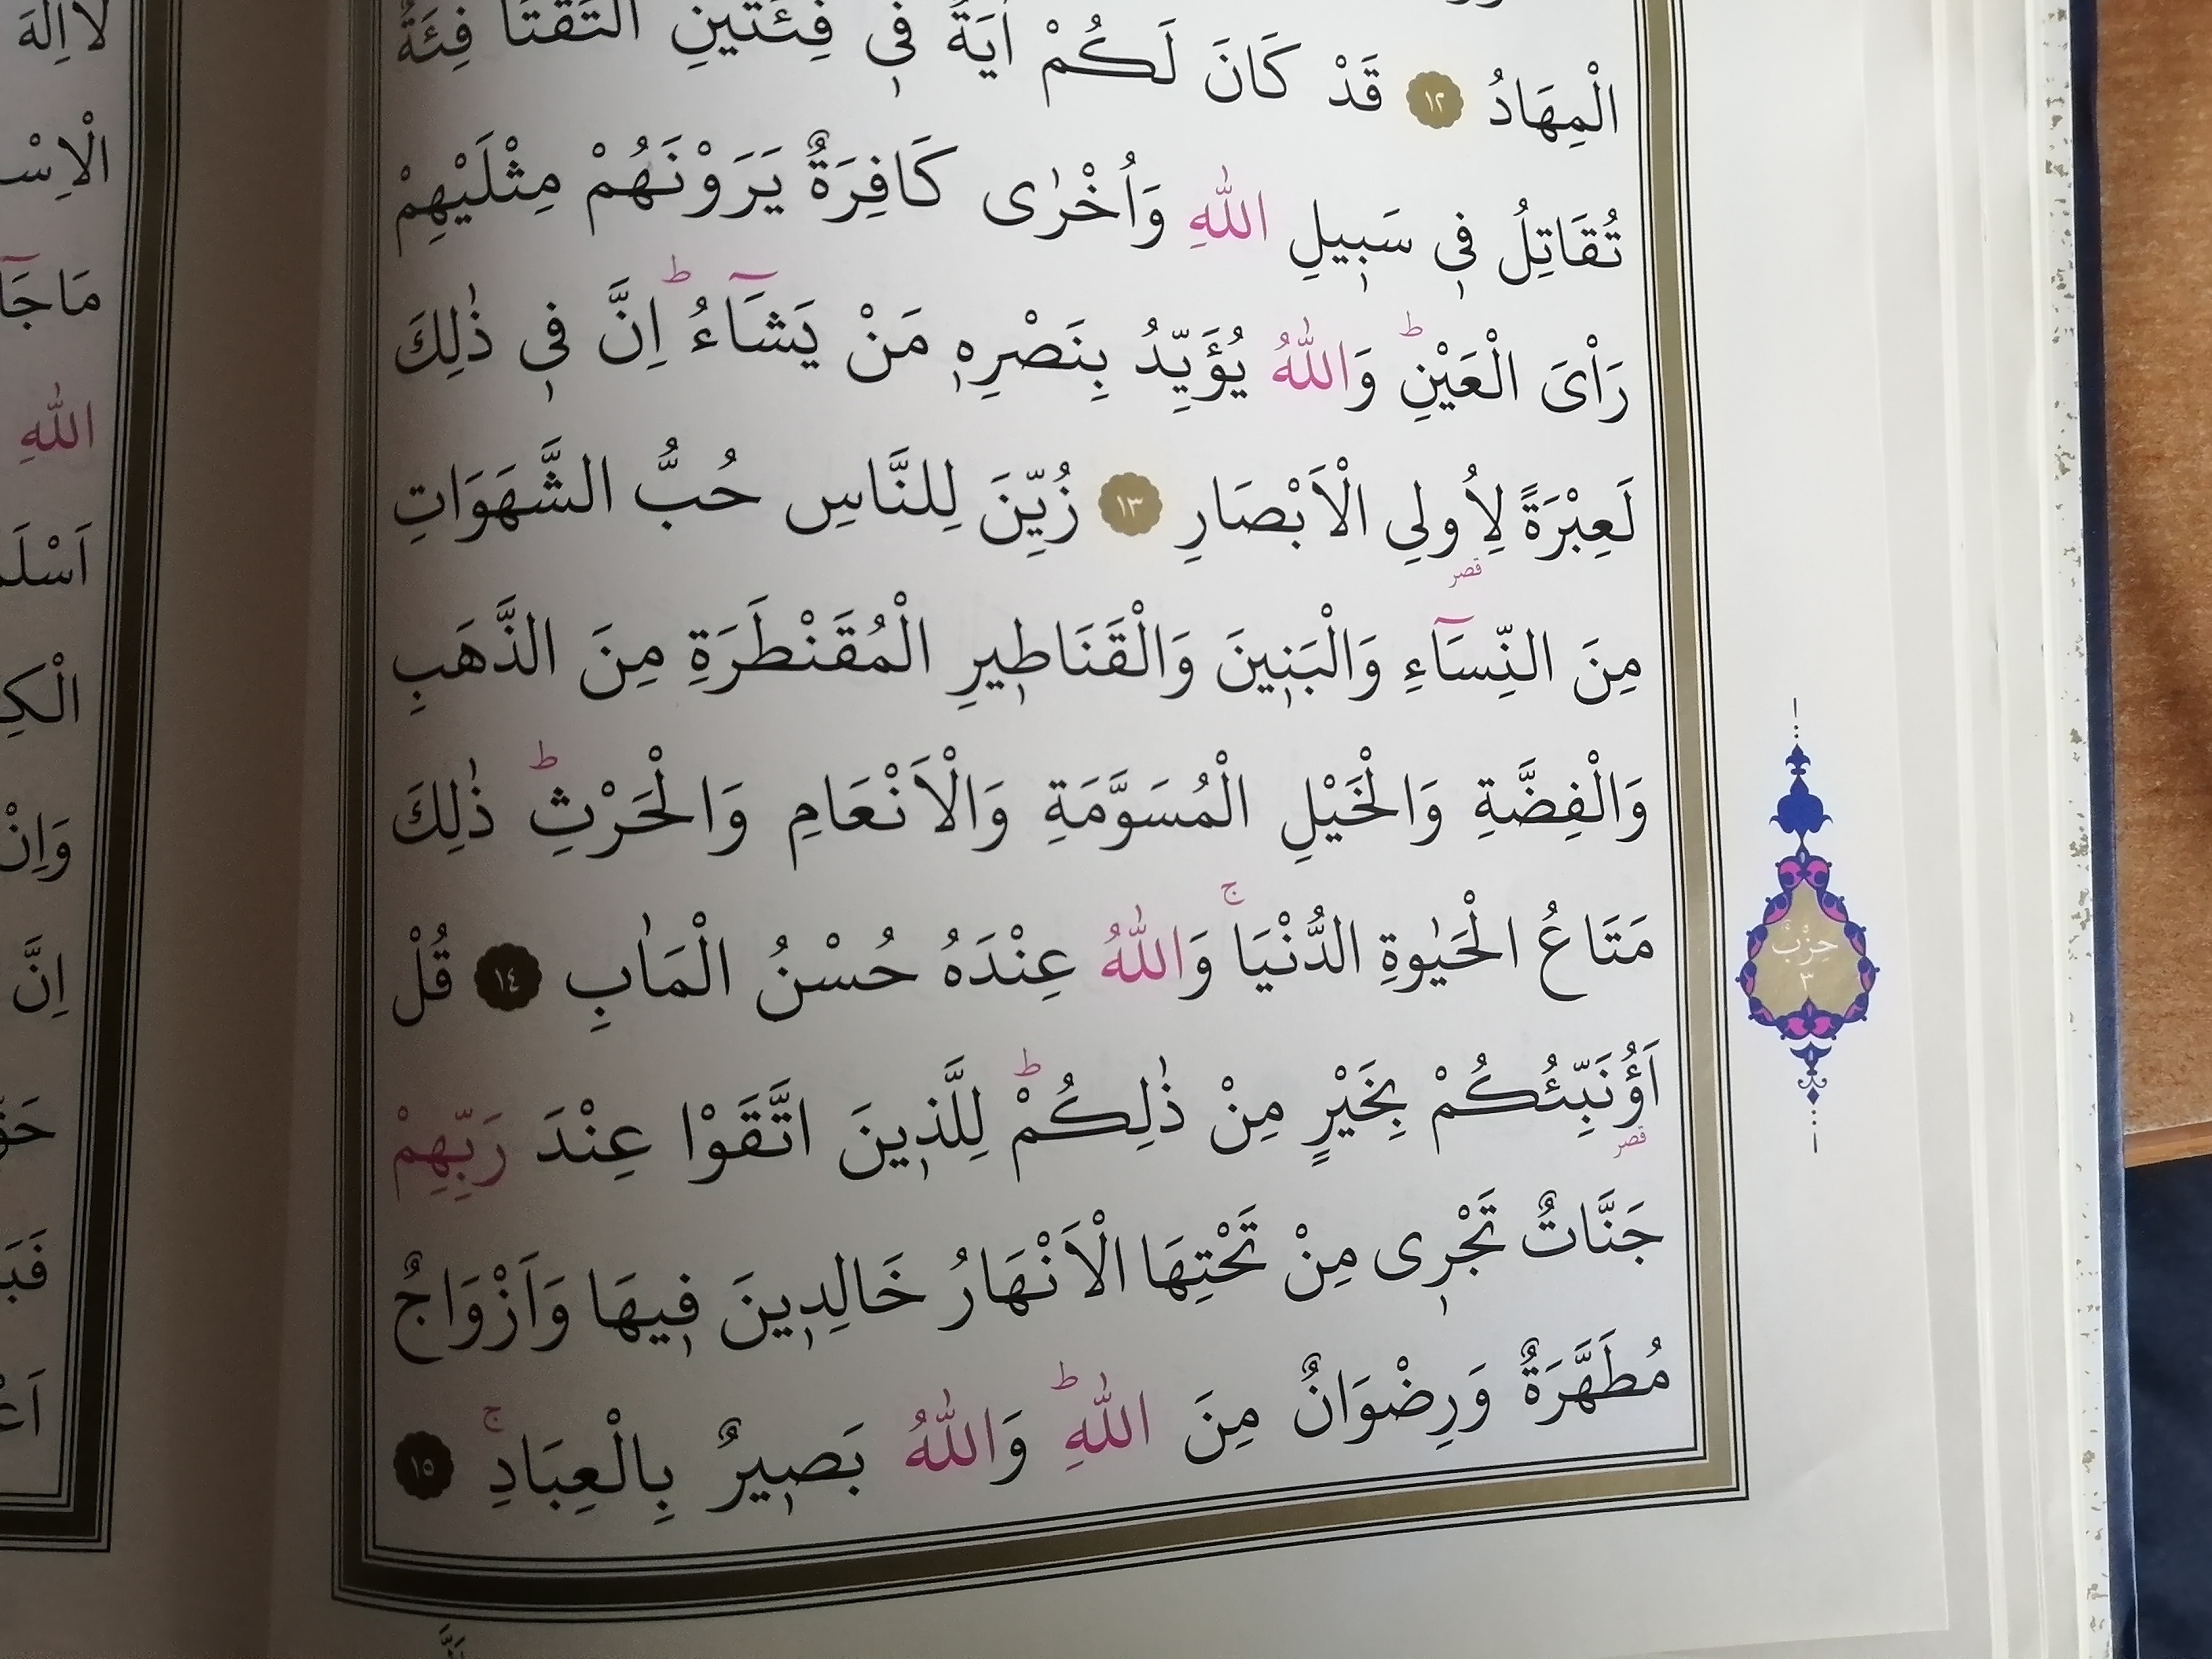 الْمِهَادُ ١٢ قَدْ كَانَ لَكُمْ اٰيَةٌ فٖي فِئَتَيْنِ الْتَقَتَا فِئَةٌ
تُقَاتِلُ فٖي سَبٖيلِ اللّٰهِ وَاُخْرٰى كَافِرَةٌ يَرَوْنَهُمْ مِثْلَيْهِمْ
رَاْيَ الْعَيْنِۜ وَاللّٰهُ يُؤَيِّدُ بِنَصْرِهٖ مَنْ يَشَٓاءُۜ اِنَّ فٖي ذٰلِكَ
لَعِبْرَةً لِاُولِي الْاَبْصَارِ ١٣ زُيِّنَ لِلنَّاسِ حُبُّ الشَّهَوَاتِ
قصر
مِنَ النِّسَٓاءِ وَالْبَنٖينَ وَالْقَنَاطٖيرِ الْمُقَنْطَرَةِ مِنَ الذَّهَبِ
وَالْفِضَّةِ وَالْخَيْلِ الْمُسَوَّمَةِ وَالْاَنْعَامِ وَالْحَرْثِۜ ذٰلِكَ
مَتَاعُ الْحَيٰوةِ الدُّنْيَاۚ وَاللّٰهُ عِنْدَهُ حُسْنُ الْمَاٰبِ ١٤ قُلْ
حِزْبٌ
٣
اَؤُنَبِّئُكُمْ بِخَيْرٍ مِنْ ذٰلِكُمْۜ لِلَّذٖينَ اتَّقَوْا عِنْدَ رَبِّهِمْ
قصر
جَنَّاتٌ تَجْرٖي مِنْ تَحْتِهَا الْاَنْهَارُ خَالِدٖينَ فٖيهَا وَاَزْوَاجٌ
مُطَهَّرَةٌ وَرِضْوَانٌ مِنَ اللّٰهِۜ وَاللّٰهُ بَصٖيرٌ بِالْعِبَادِۚ ١٥
لَٓا اِلٰهَ
مَاجَٓا
اللّٰهِ
اِنَّ